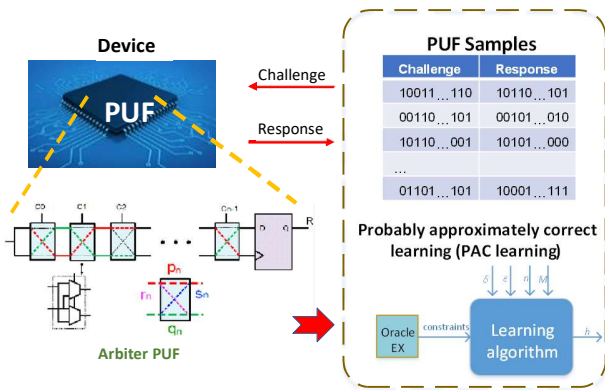 Device
PUF
Challenge
Response
C0 C1 C2 Cn-1
D Q R
pn
rn sn
qn
Arbiter PUF
PUF Samples
Challenge Response
10011...110 10110...101
00110...101 00101...010
10110...001 10101...000
...
01101...101 10001...111
Probably approximately correct
learning (PAC learning)
δ ε n M
Oracle
EX
constraints
Learning
algorithm
h